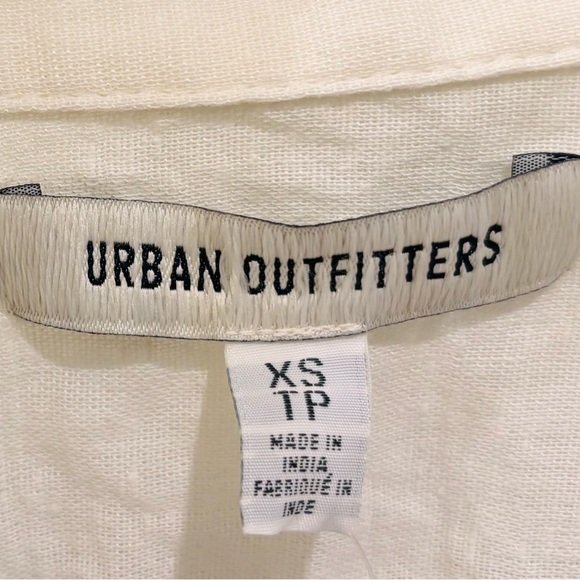 URBAN OUTFITTERS
XS
TP
MADE IN
INDIA
FABRIQUÉ IN
INDE